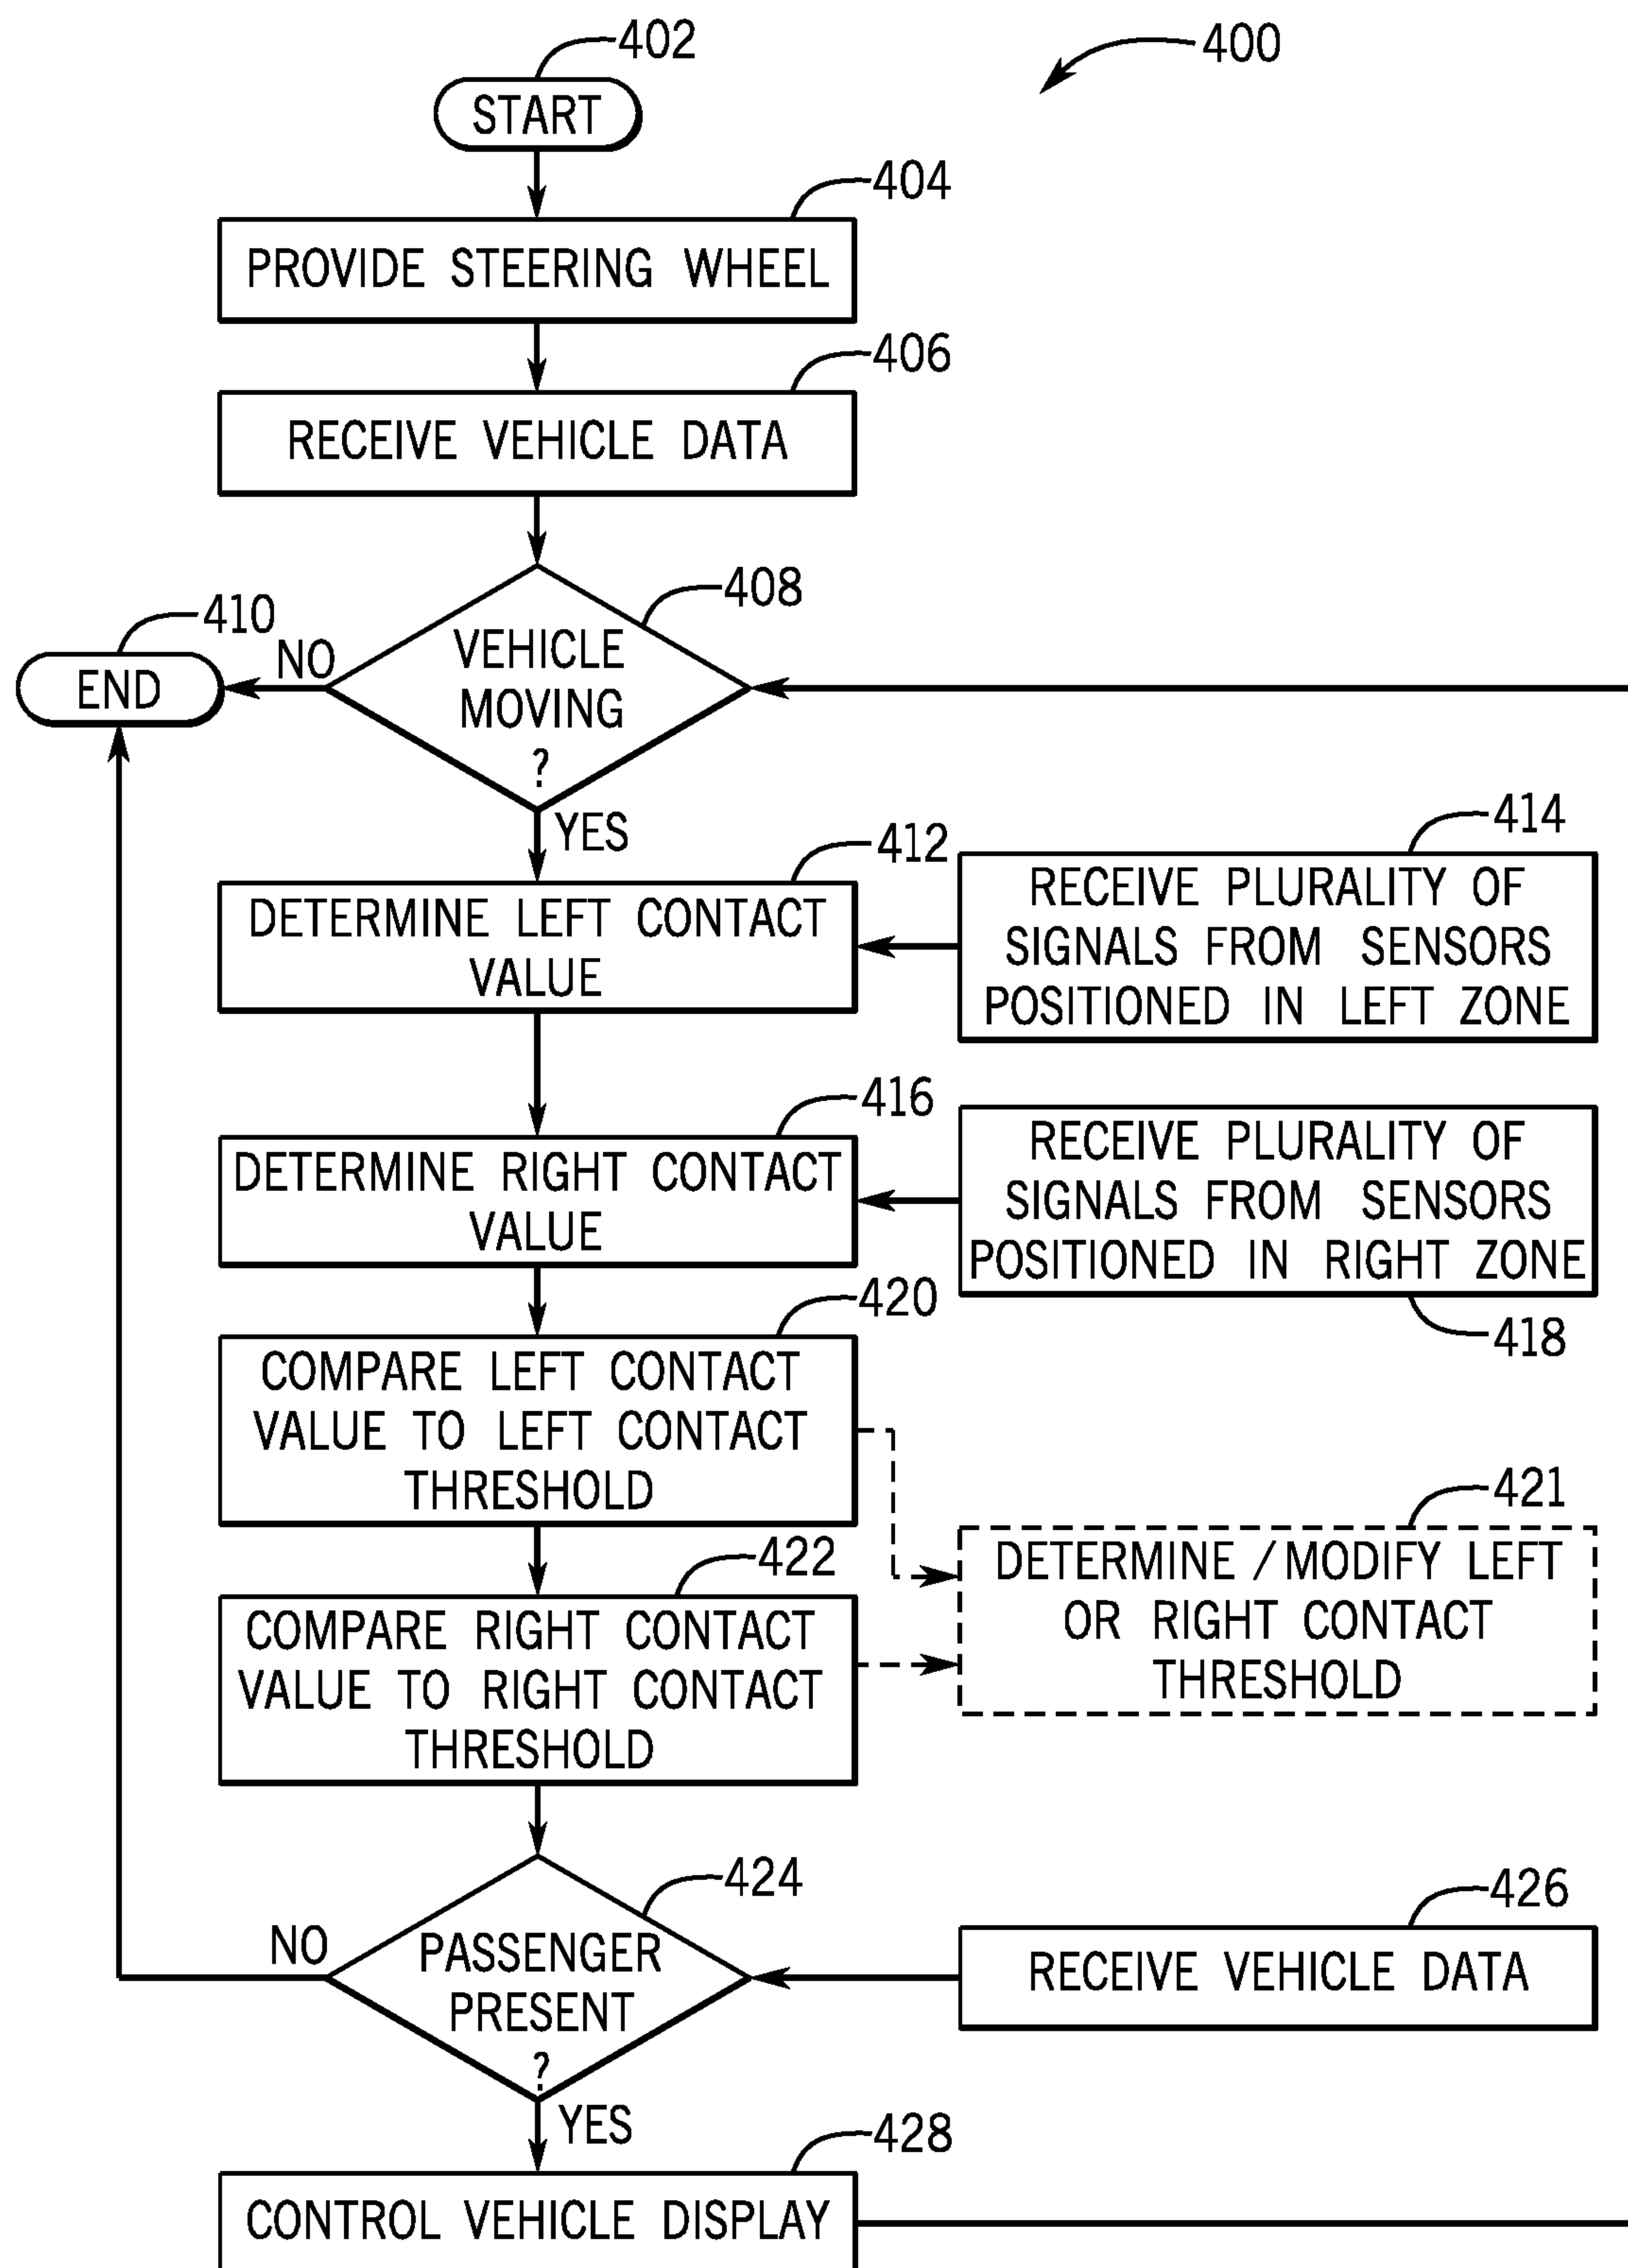 402
400
START
404
PROVIDE STEERING WHEEL
406
RECEIVE VEHICLE DATA
408
410
NO
VEHICLE
MOVING
?
END
YES
412
DETERMINE LEFT CONTACT
VALUE
414
RECEIVE PLURALITY OF
SIGNALS FROM SENSORS
POSITIONED IN LEFT ZONE
416
DETERMINE RIGHT CONTACT
VALUE
RECEIVE PLURALITY OF
SIGNALS FROM SENSORS
POSITIONED IN RIGHT ZONE
418
420
COMPARE LEFT CONTACT
VALUE TO LEFT CONTACT
THRESHOLD
421
DETERMINE / MODIFY LEFT
OR RIGHT CONTACT
THRESHOLD
422
COMPARE RIGHT CONTACT
VALUE TO RIGHT CONTACT
THRESHOLD
424
NO
PASSENGER
PRESENT
?
426
RECEIVE VEHICLE DATA
YES
428
CONTROL VEHICLE DISPLAY